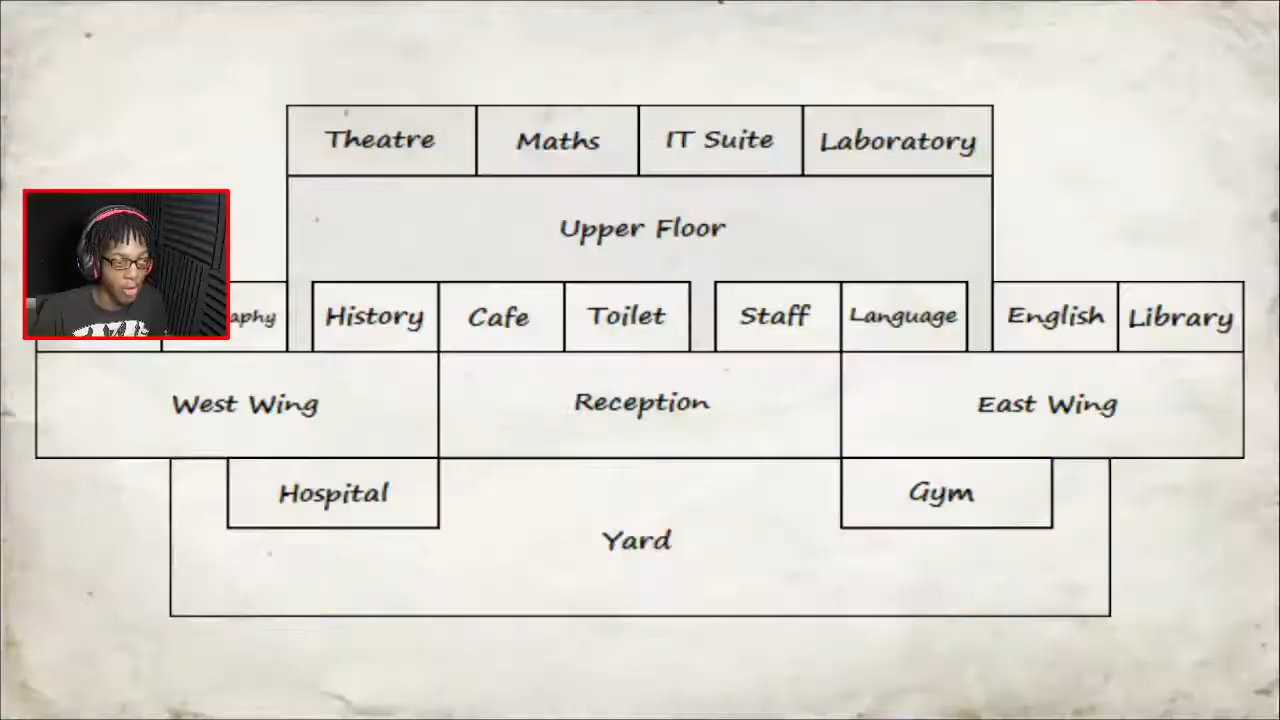 Theatre Maths IT Suite Laboratory
Upper Floor
History Cafe Toilet Staff Language English Library
West Wing Reception East Wing
Hospital Gym
Yard